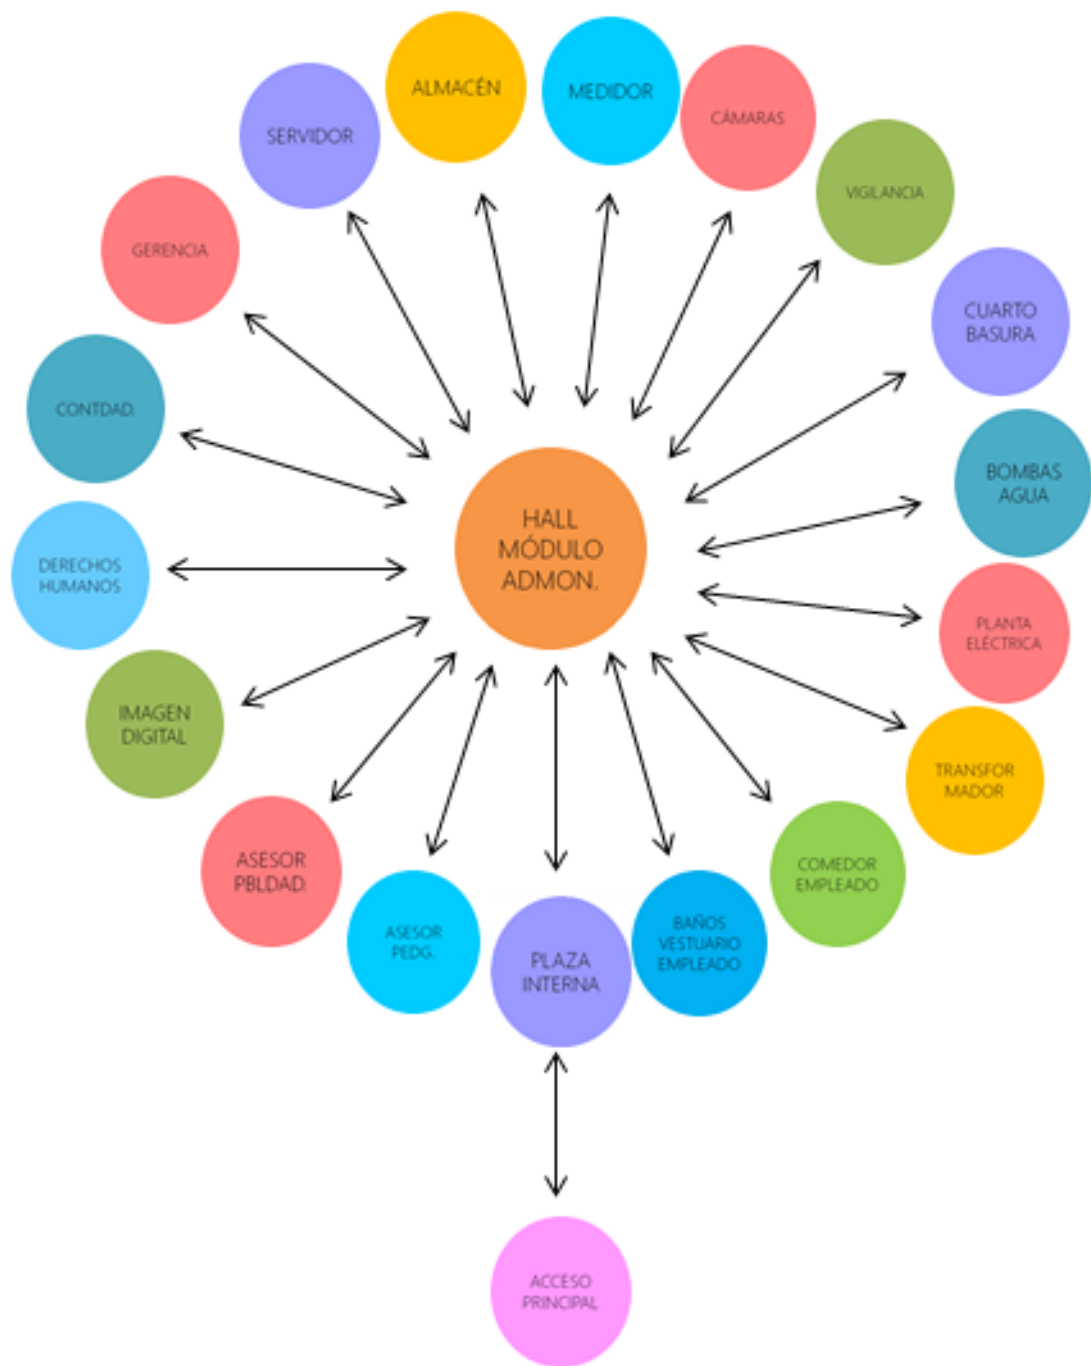 ALMACÉN
MEDIDOR
CÁMARAS
SERVIDOR
VIGILANCIA
GERENCIA
CUARTO
BASURA
CONTDAD.
BOMBAS
AGUA
HALL
MÓDULO
ADMON.
DERECHOS
HUMANOS
PLANTA
ELÉCTRICA
IMAGEN
DIGITAL
TRANSFOR
MADOR
ASESOR
PBLDAD.
COMEDOR
EMPLEADO
ASESOR
PEDG.
PLAZA
INTERNA
BAÑOS
VESTUARIO
EMPLEADO
ACCESO
PRINCIPAL